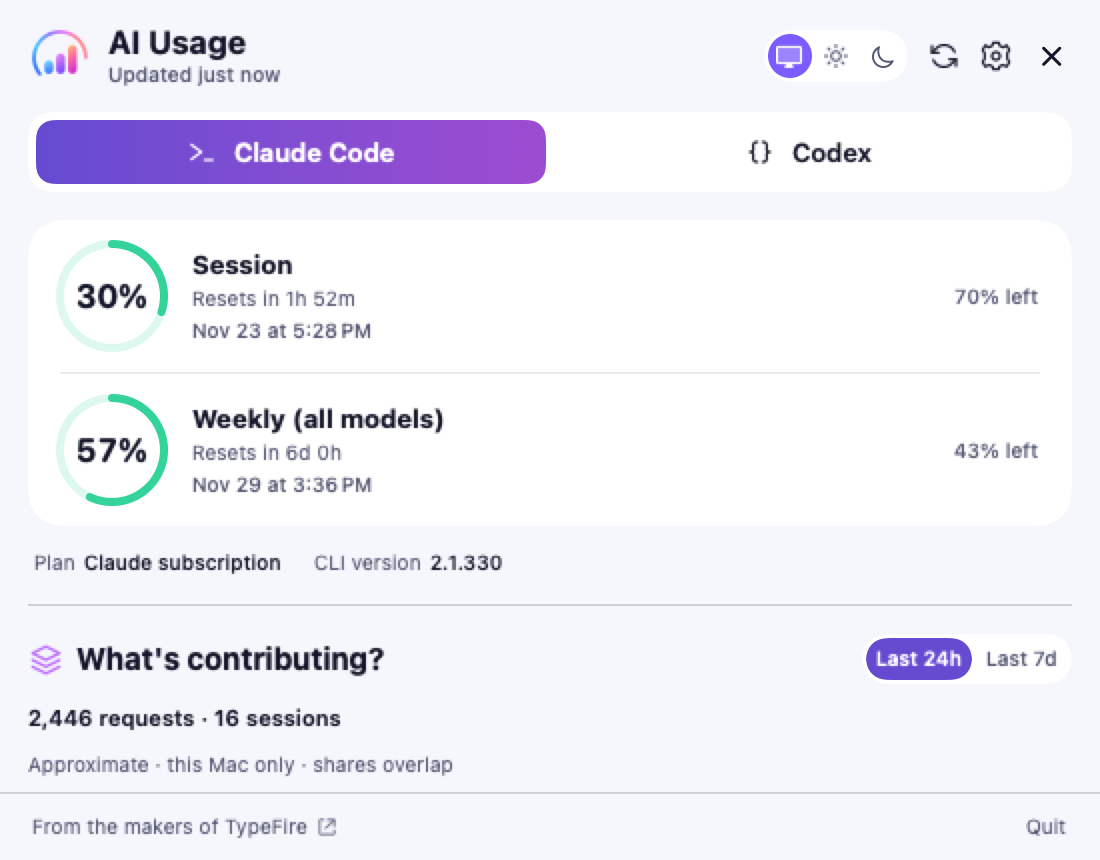 AI Usage
Updated just now
>_ Claude Code
{} Codex
30%
Session
Resets in 1h 52m
Nov 23 at 5:28 PM
70% left
57%
Weekly (all models)
Resets in 6d 0h
Nov 29 at 3:36 PM
43% left
Plan Claude subscription CLI version 2.1.330
What's contributing?
Last 24h Last 7d
2,446 requests · 16 sessions
Approximate · this Mac only · shares overlap
From the makers of TypeFire
Quit